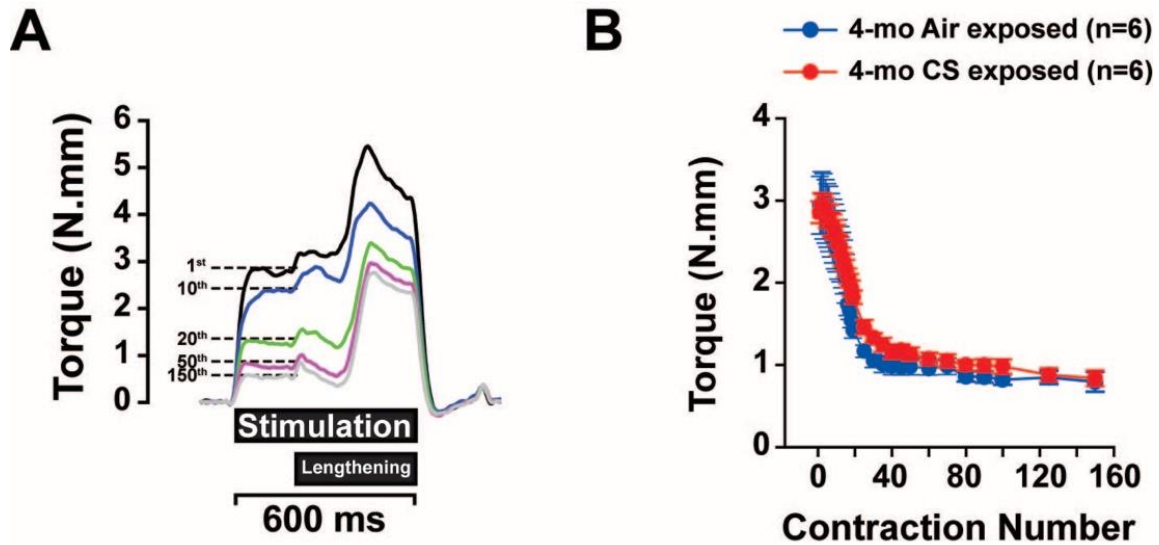 A
Torque (N.mm)
6
5
4
3
2
1
0
1st
10th
20th
50th
150th
Stimulation
Lengthening
600 ms
B
4-mo Air exposed (n=6)
4-mo CS exposed (n=6)
Torque (N.mm)
4
3
2
1
0
0 40 80 120 160
Contraction Number